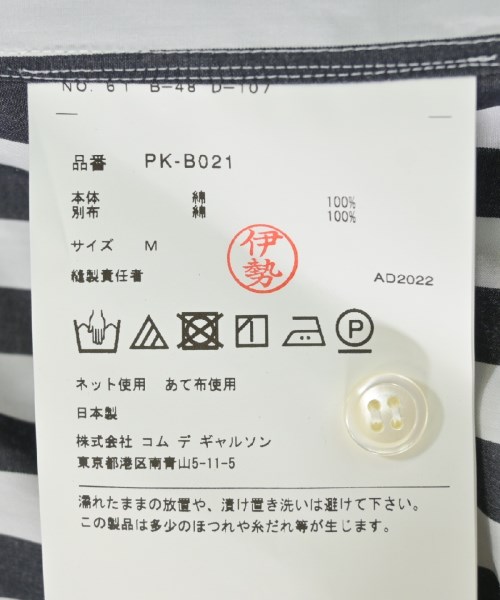 NO. 61 B-48 D-107
品番 PK-B021
本体 綿 100%
別布 綿 100%
サイズ M
伊勢
縫製責任者
AD2022
P
ネット使用 あて布使用
日本製
株式会社 コム デ ギャルソン
東京都港区南青山5-11-5
濡れたままの放置や、漬け置き洗いは避けて下さい。
この製品は多少のほつれや糸だれ等が生じます。